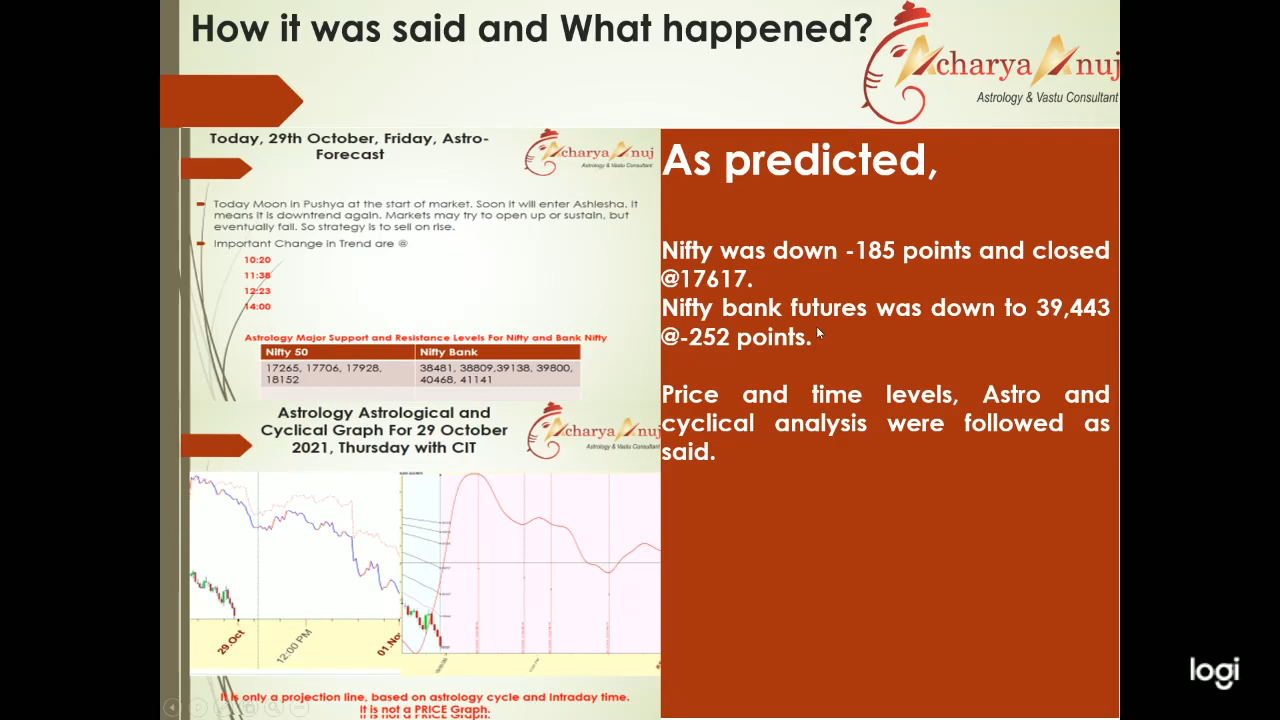 How it was said and What happened?
Acharya Anuj
Astrology & Vastu Consultant
Today, 29th October, Friday, Astro-
Forecast
Acharya Anuj
Astrology & Vastu Consultant
Today Moon in Pushya at the start of market. Soon it will enter Ashlesha. It
means it is downtrend again. Markets may try to open up or sustain, but
eventually fall. So strategy is to sell on rise.
Important Change in Trend are @
10:20
11:38
12:23
14:00
Astrology Major Support and Resistance Levels For Nifty and Bank Nifty
Nifty 50 Nifty Bank
17265, 17706, 17928, 38481, 38809,39138, 39800,
18152 40468, 41141
Astrology Astrological and
Cyclical Graph For 29 October
2021, Thursday with CIT
Acharya Anuj
Astrology & Vastu Consultant
29.Oct
12:00 PM
01.No
It is only a projection line, based on astrology cycle and Intraday time.
It is not a PRICE Graph.
It is not a PRICE Graph.
As predicted,
Nifty was down -185 points and closed
@17617.
Nifty bank futures was down to 39,443
@-252 points.
Price and time levels, Astro and
cyclical analysis were followed as
said.
logi